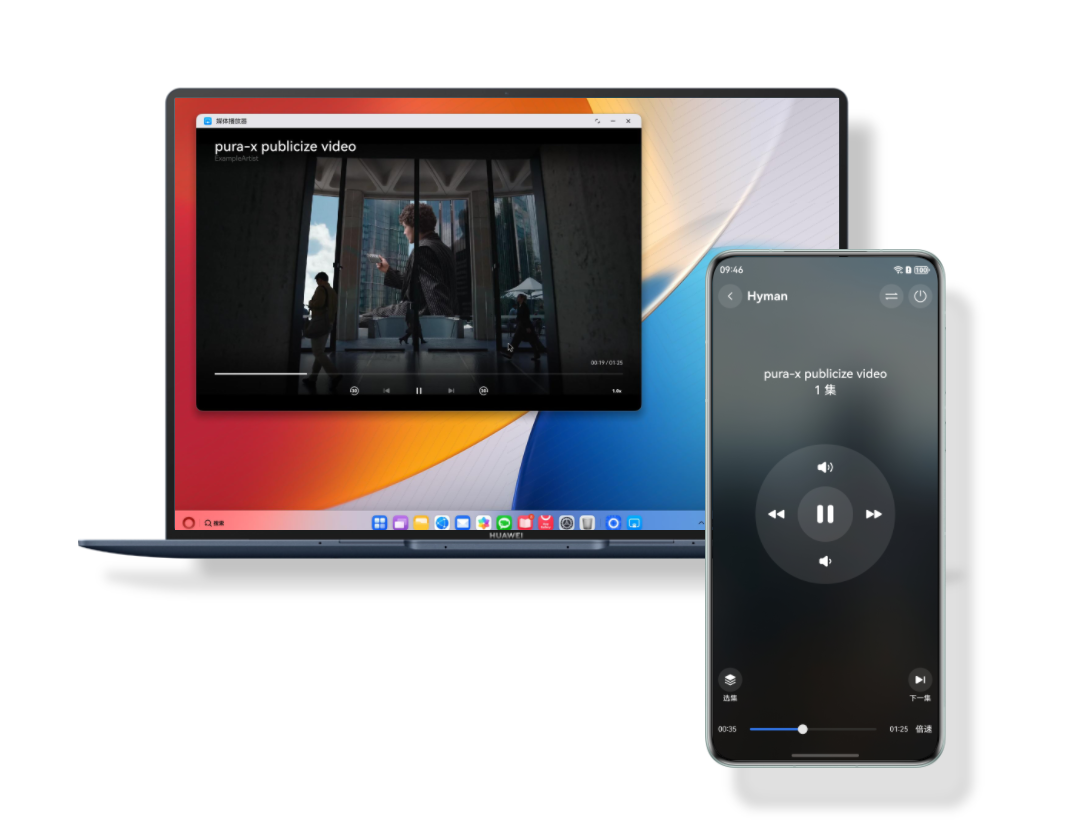 媒体播放器
pura-x publicize video
ExampleArtist
00:19 / 01:25
1.0x
搜索
HUAWEI
09:46
100
Hyman
pura-x publicize video
1 集
选集
下一集
00:35
01:25
倍速